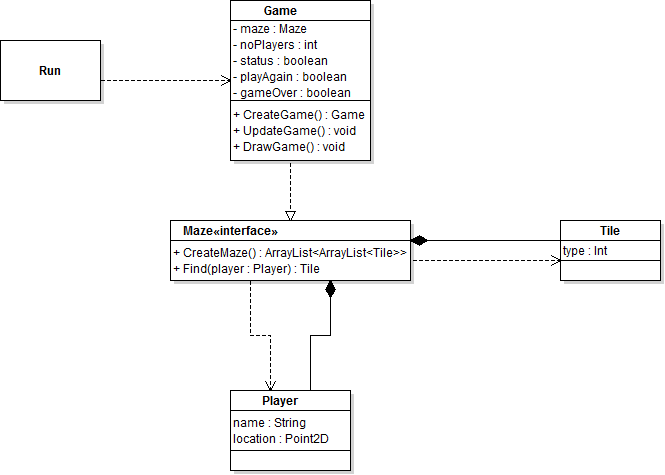 Game
- maze : Maze
- noPlayers : int
- status : boolean
- playAgain : boolean
- gameOver : boolean
+ CreateGame() : Game
+ UpdateGame() : void
+ DrawGame() : void
Run
Maze«interface»
+ CreateMaze() : ArrayList<ArrayList<Tile>>
+ Find(player : Player) : Tile
Tile
type : Int
Player
name : String
location : Point2D